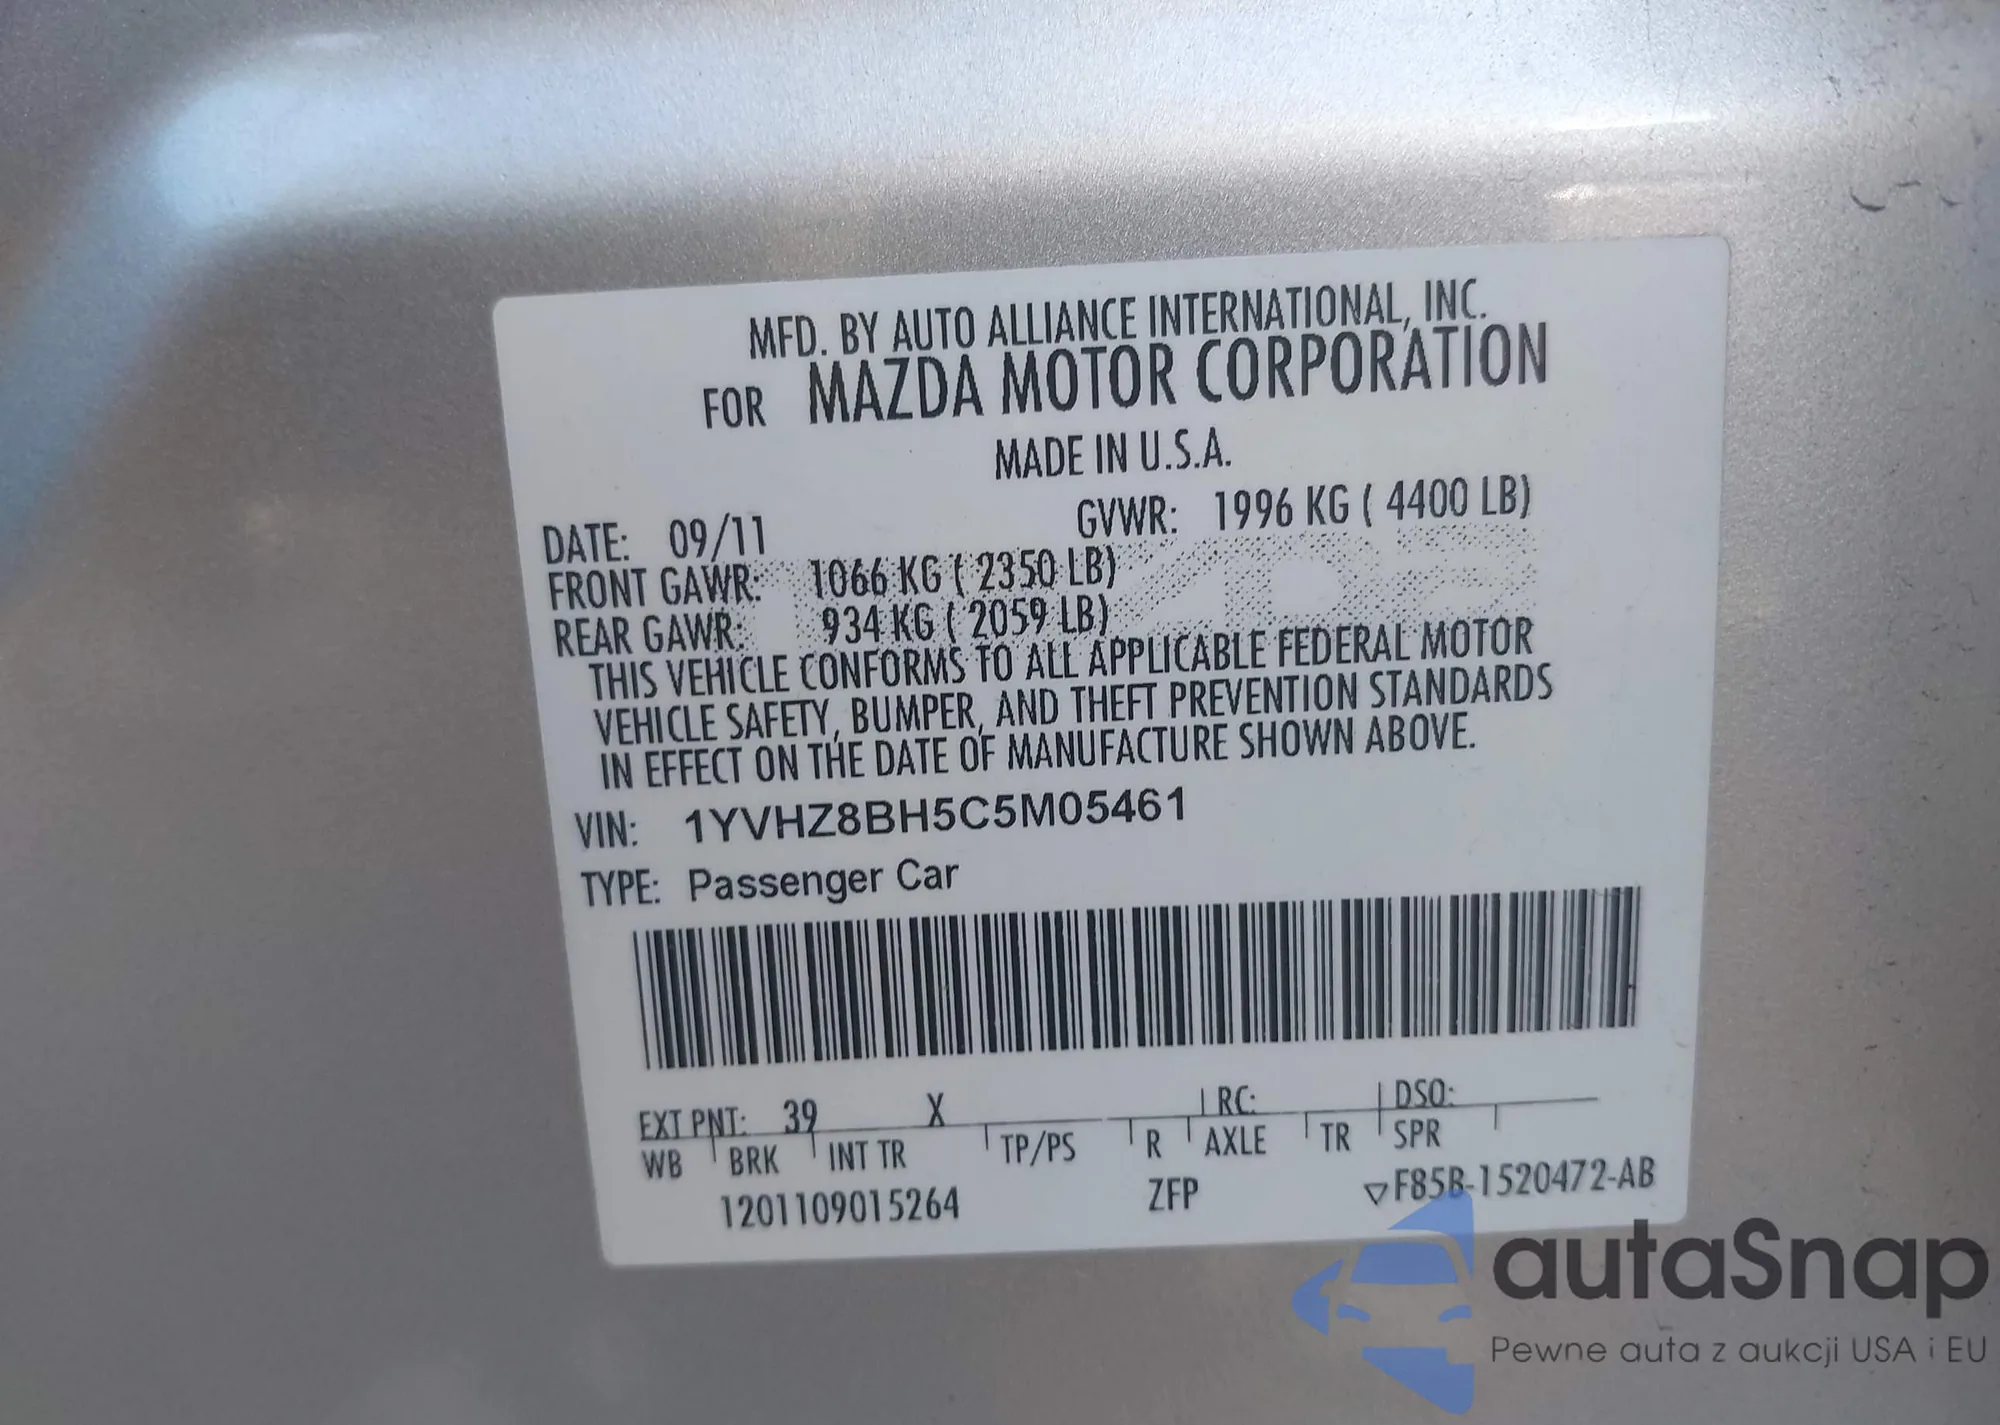 MFD. BY AUTO ALLIANCE INTERNATIONAL, INC.
FOR MAZDA MOTOR CORPORATION
MADE IN U.S.A.
DATE: 09/11 GVWR: 1996 KG ( 4400 LB)
FRONT GAWR: 1066 KG ( 2350 LB)
REAR GAWR: 934 KG ( 2059 LB)
THIS VEHICLE CONFORMS TO ALL APPLICABLE FEDERAL MOTOR
VEHICLE SAFETY, BUMPER, AND THEFT PREVENTION STANDARDS
IN EFFECT ON THE DATE OF MANUFACTURE SHOWN ABOVE.
VIN: 1YVHZ8BH5C5M05461
TYPE: Passenger Car
EXT PNT: 39 X RC: DSO:
WB BRK INT TR TP/PS R AXLE TR SPR
1201109015264 ZFP ▽F85B-1520472-AB
autaSnap
Pewne auta z aukcji USA i EU